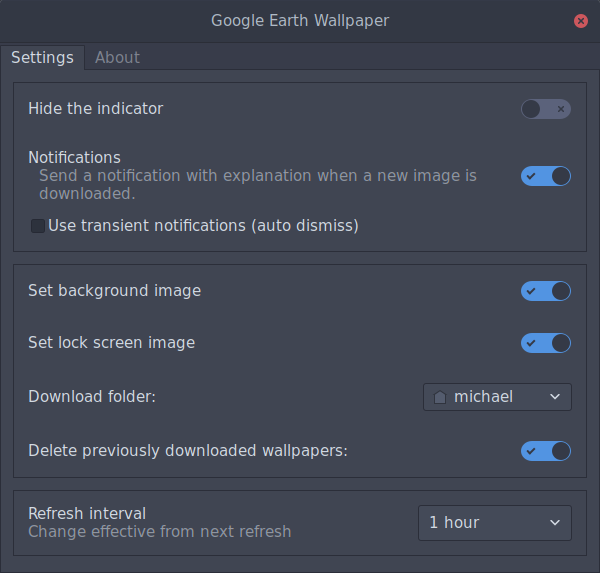 Google Earth Wallpaper
Settings
About
Hide the indicator
Notifications
Send a notification with explanation when a new image is
downloaded.
Use transient notifications (auto dismiss)
Set background image
Set lock screen image
Download folder:
michael
Delete previously downloaded wallpapers:
Refresh interval
Change effective from next refresh
1 hour